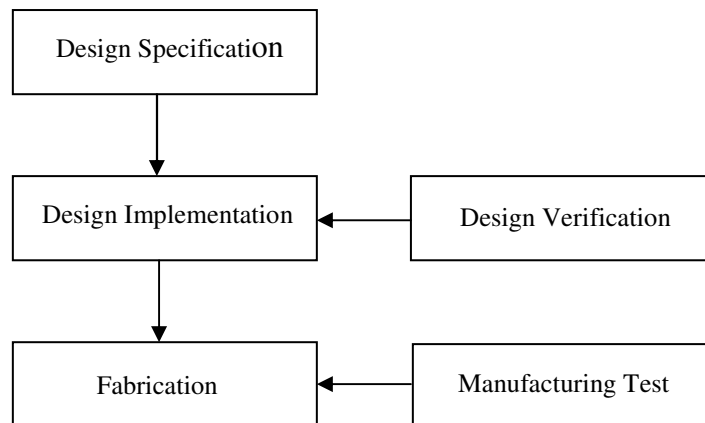 Design Specification
Design Implementation
Design Verification
Fabrication
Manufacturing Test